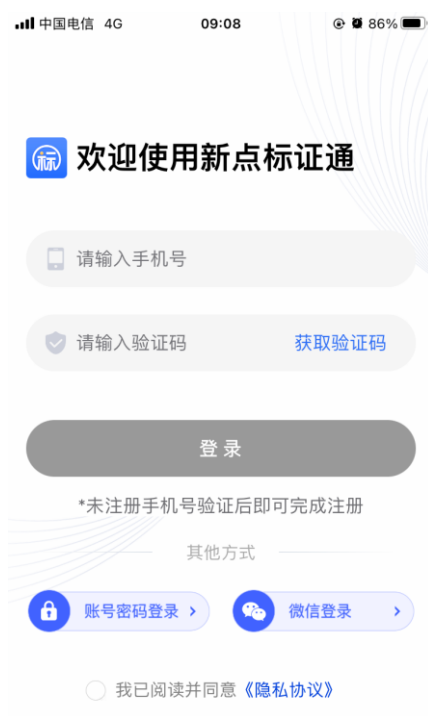 中国电信 4G 09:08 86%
标 欢迎使用新点标证通
请输入手机号
请输入验证码 获取验证码
登录
*未注册手机号验证后即可完成注册
其他方式
账号密码登录 微信登录
我已阅读并同意《隐私协议》